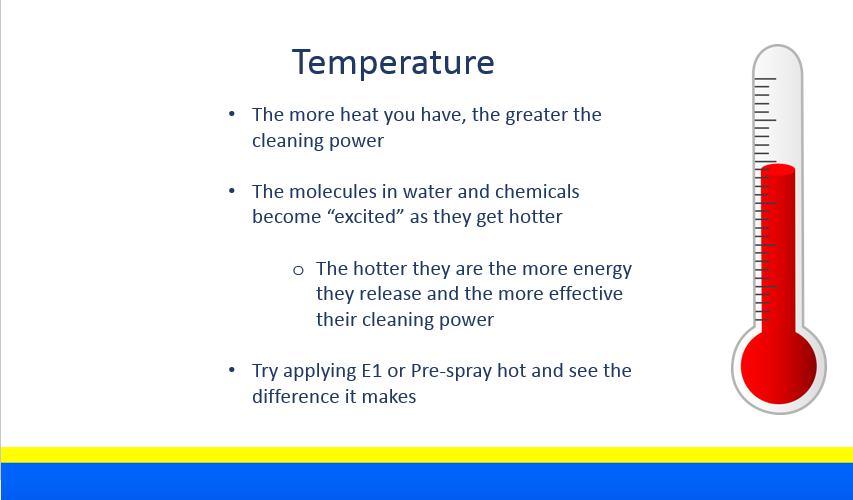 Temperature
• The more heat you have, the greater the
cleaning power
• The molecules in water and chemicals
become “excited” as they get hotter
o The hotter they are the more energy
they release and the more effective
their cleaning power
• Try applying E1 or Pre-spray hot and see the
difference it makes